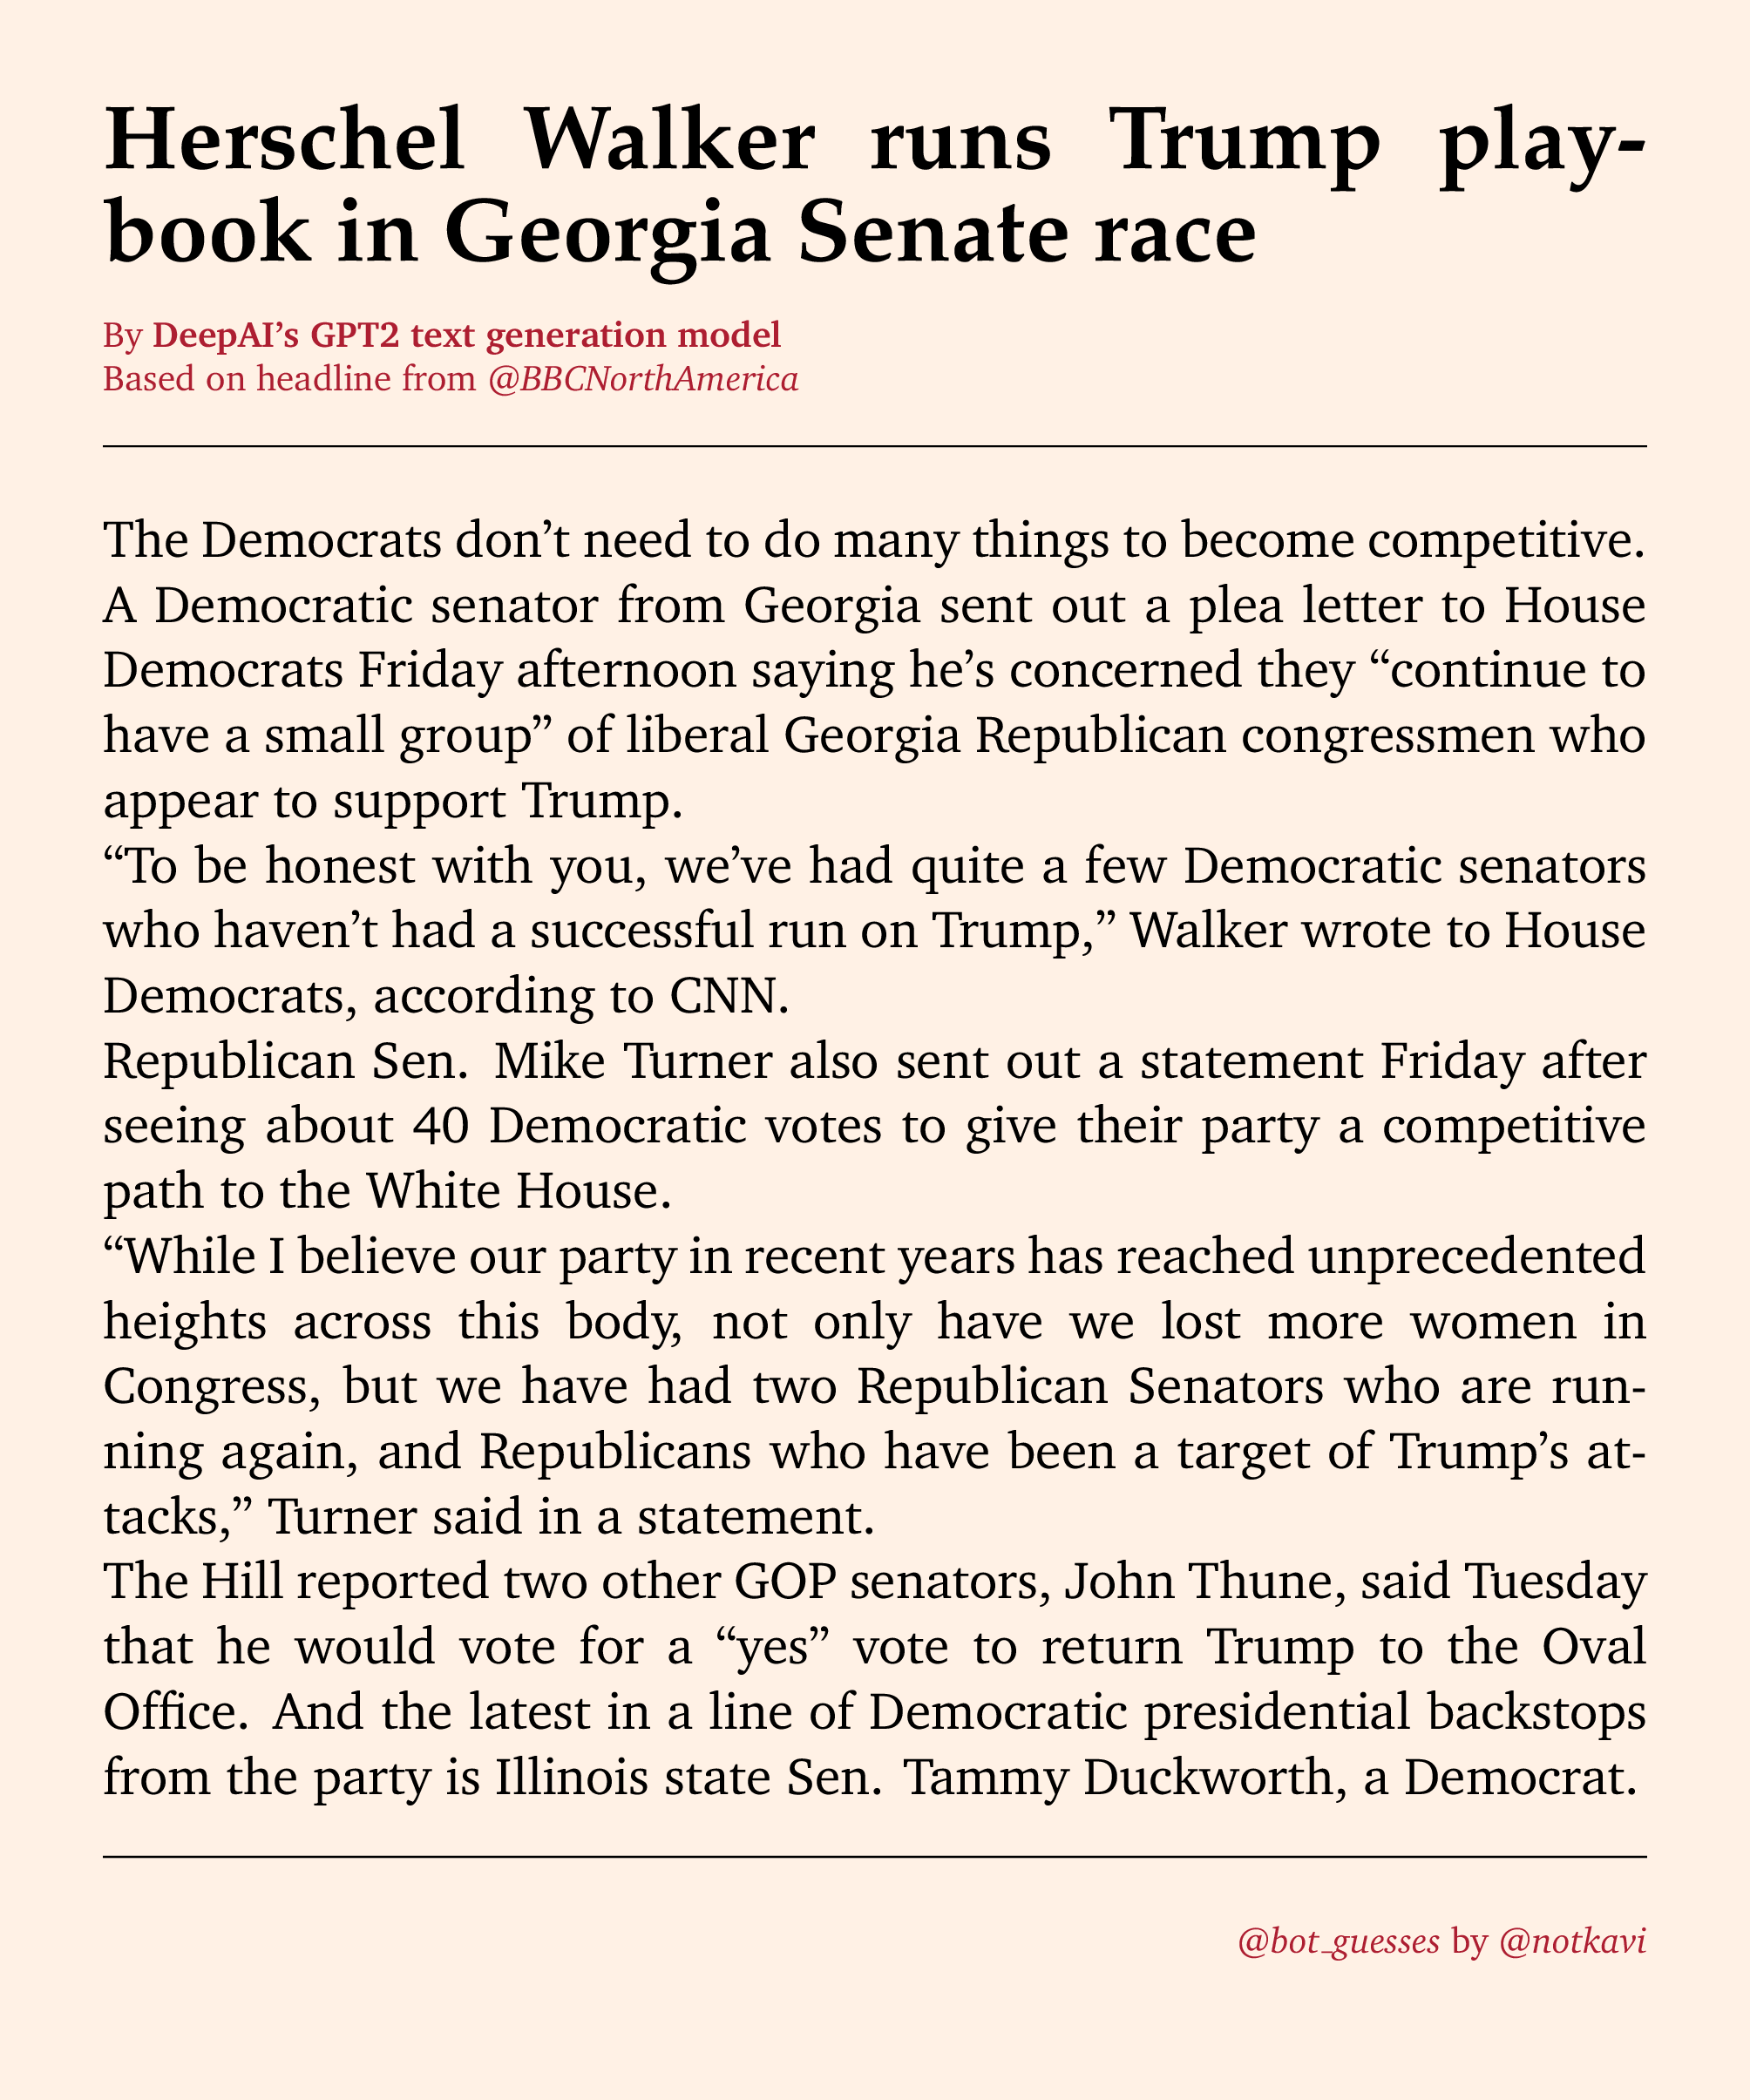 Herschel Walker runs Trump play-
book in Georgia Senate race
By DeepAI’s GPT2 text generation model
Based on headline from @BBCNorthAmerica
The Democrats don’t need to do many things to become competitive.
A Democratic senator from Georgia sent out a plea letter to House
Democrats Friday afternoon saying he’s concerned they “continue to
have a small group” of liberal Georgia Republican congressmen who
appear to support Trump.
“To be honest with you, we’ve had quite a few Democratic senators
who haven’t had a successful run on Trump,” Walker wrote to House
Democrats, according to CNN.
Republican Sen. Mike Turner also sent out a statement Friday after
seeing about 40 Democratic votes to give their party a competitive
path to the White House.
“While I believe our party in recent years has reached unprecedented
heights across this body, not only have we lost more women in
Congress, but we have had two Republican Senators who are run-
ning again, and Republicans who have been a target of Trump’s at-
tacks,” Turner said in a statement.
The Hill reported two other GOP senators, John Thune, said Tuesday
that he would vote for a “yes” vote to return Trump to the Oval
Office. And the latest in a line of Democratic presidential backstops
from the party is Illinois state Sen. Tammy Duckworth, a Democrat.
@bot_guesses by @notkavi